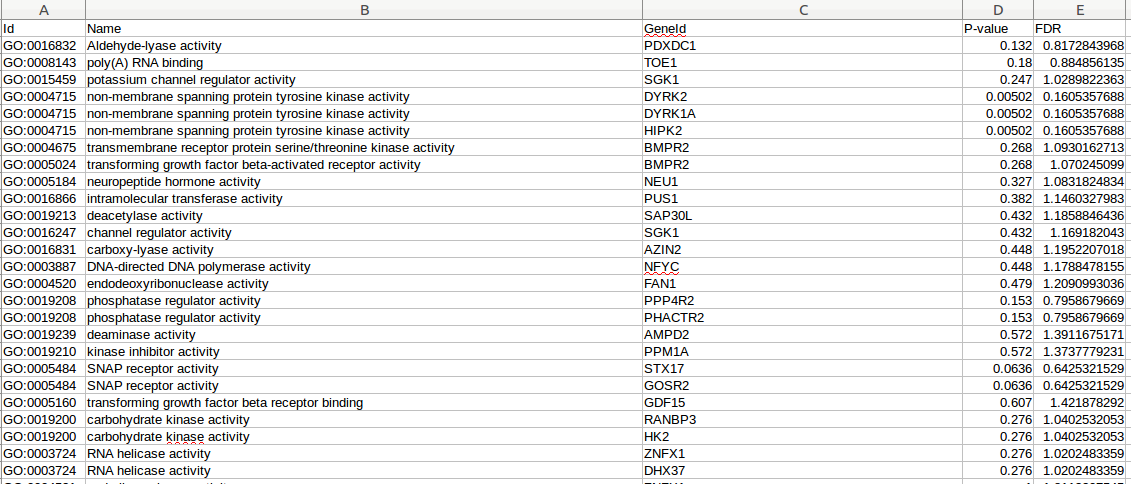 A B C D E
Id Name GeneId P-value FDR
GO:0016832 Aldehyde-lyase activity PDXDC1 0.132 0.8172843968
GO:0008143 poly(A) RNA binding TOE1 0.18 0.884856135
GO:0015459 potassium channel regulator activity SGK1 0.247 1.0289822363
GO:0004715 non-membrane spanning protein tyrosine kinase activity DYRK2 0.00502 0.1605357688
GO:0004715 non-membrane spanning protein tyrosine kinase activity DYRK1A 0.00502 0.1605357688
GO:0004715 non-membrane spanning protein tyrosine kinase activity HIPK2 0.00502 0.1605357688
GO:0004675 transmembrane receptor protein serine/threonine kinase activity BMPR2 0.268 1.0930162713
GO:0005024 transforming growth factor beta-activated receptor activity BMPR2 0.268 1.070245099
GO:0005184 neuropeptide hormone activity NEU1 0.327 1.0831824834
GO:0016866 intramolecular transferase activity PUS1 0.382 1.1460327983
GO:0019213 deacetylase activity SAP30L 0.432 1.1858846436
GO:0016247 channel regulator activity SGK1 0.432 1.169182043
GO:0016831 carboxy-lyase activity AZIN2 0.448 1.1952207018
GO:0003887 DNA-directed DNA polymerase activity NFYC 0.448 1.1788478155
GO:0004520 endodeoxyribonuclease activity FAN1 0.479 1.2090993036
GO:0019208 phosphatase regulator activity PPP4R2 0.153 0.7958679669
GO:0019208 phosphatase regulator activity PHACTR2 0.153 0.7958679669
GO:0019239 deaminase activity AMPD2 0.572 1.3911675171
GO:0019210 kinase inhibitor activity PPM1A 0.572 1.3737779231
GO:0005484 SNAP receptor activity STX17 0.0636 0.6425321529
GO:0005484 SNAP receptor activity GOSR2 0.0636 0.6425321529
GO:0005160 transforming growth factor beta receptor binding GDF15 0.607 1.421878292
GO:0019200 carbohydrate kinase activity RANBP3 0.276 1.0402532053
GO:0019200 carbohydrate kinase activity HK2 0.276 1.0402532053
GO:0003724 RNA helicase activity ZNFX1 0.276 1.0202483359
GO:0003724 RNA helicase activity DHX37 0.276 1.0202483359